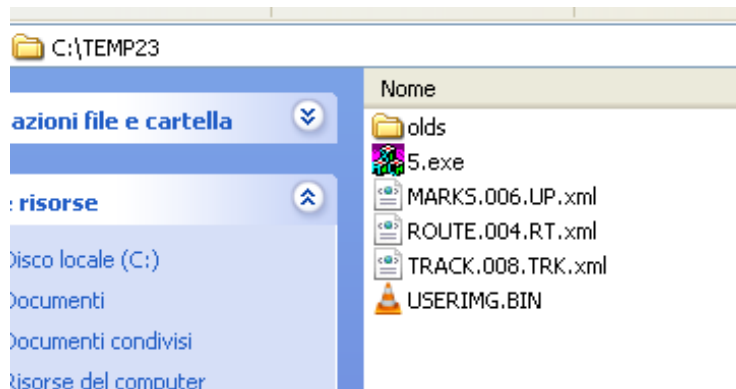 C:\TEMP23
azioni file e cartella
risorse
Disco locale (C:)
Documenti
Documenti condivisi
Risorse del computer
Nome
olds
5.exe
MARKS.006.UP.xml
ROUTE.004.RT.xml
TRACK.008.TRK.xml
USERIMG.BIN